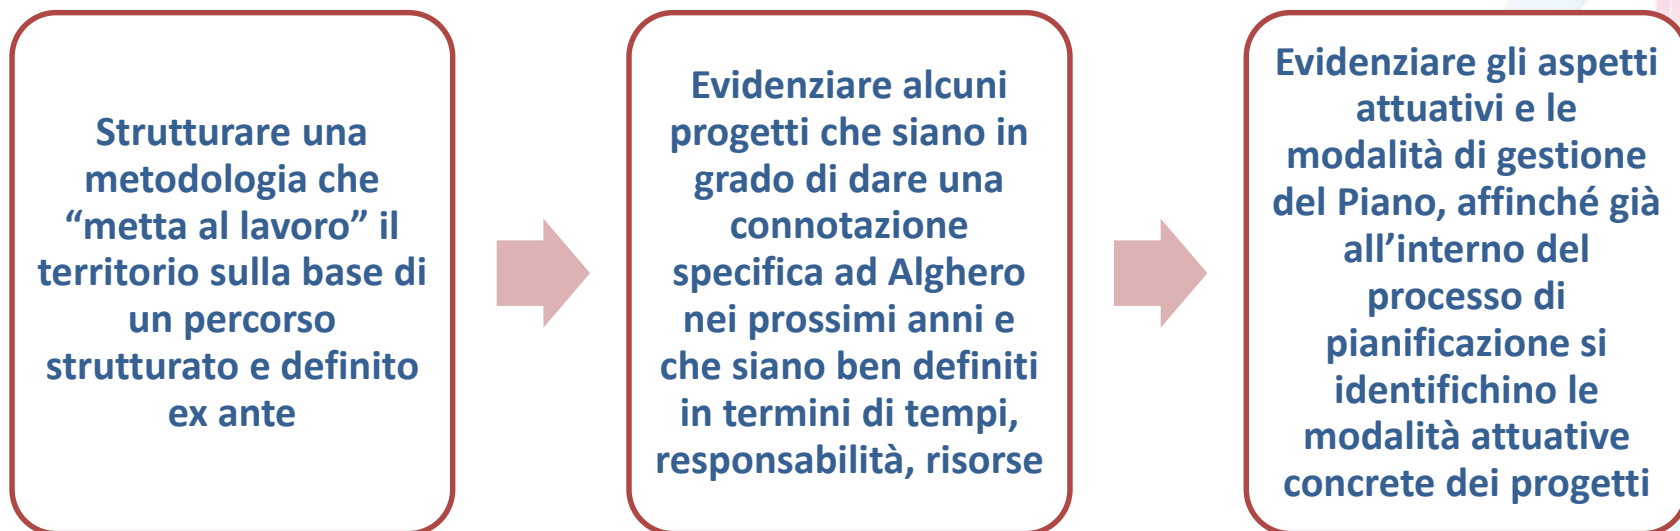 Strutturare una
metodologia che
“metta al lavoro” il
territorio sulla base di
un percorso
strutturato e definito
ex ante
Evidenziare alcuni
progetti che siano in
grado di dare una
connotazione
specifica ad Alghero
nei prossimi anni e
che siano ben definiti
in termini di tempi,
responsabilità, risorse
Evidenziare gli aspetti
attuativi e le
modalità di gestione
del Piano, affinché già
all’interno del
processo di
pianificazione si
identifichino le
modalità attuative
concrete dei progetti